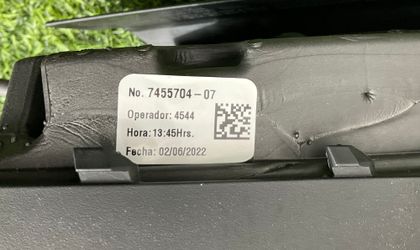 No. 7455704-07
Operador: 4544
Hora: 13:45Hrs.
Fecha: 02/06/2022